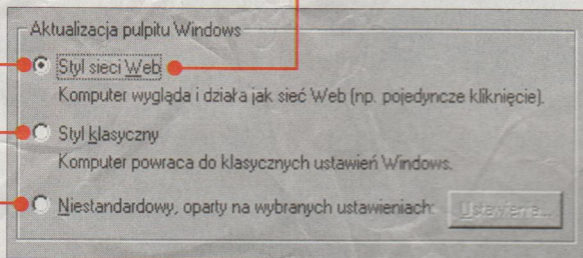 Aktualizacja pulpitu Windows
Styl sieci Web
Komputer wygląda i działa jak sieć Web (np. pojedyncze kliknięcie).
Styl klasyczny
Komputer powraca do klasycznych ustawień Windows.
Niestandardowy, oparty na wybranych ustawieniach: Ustawienia...